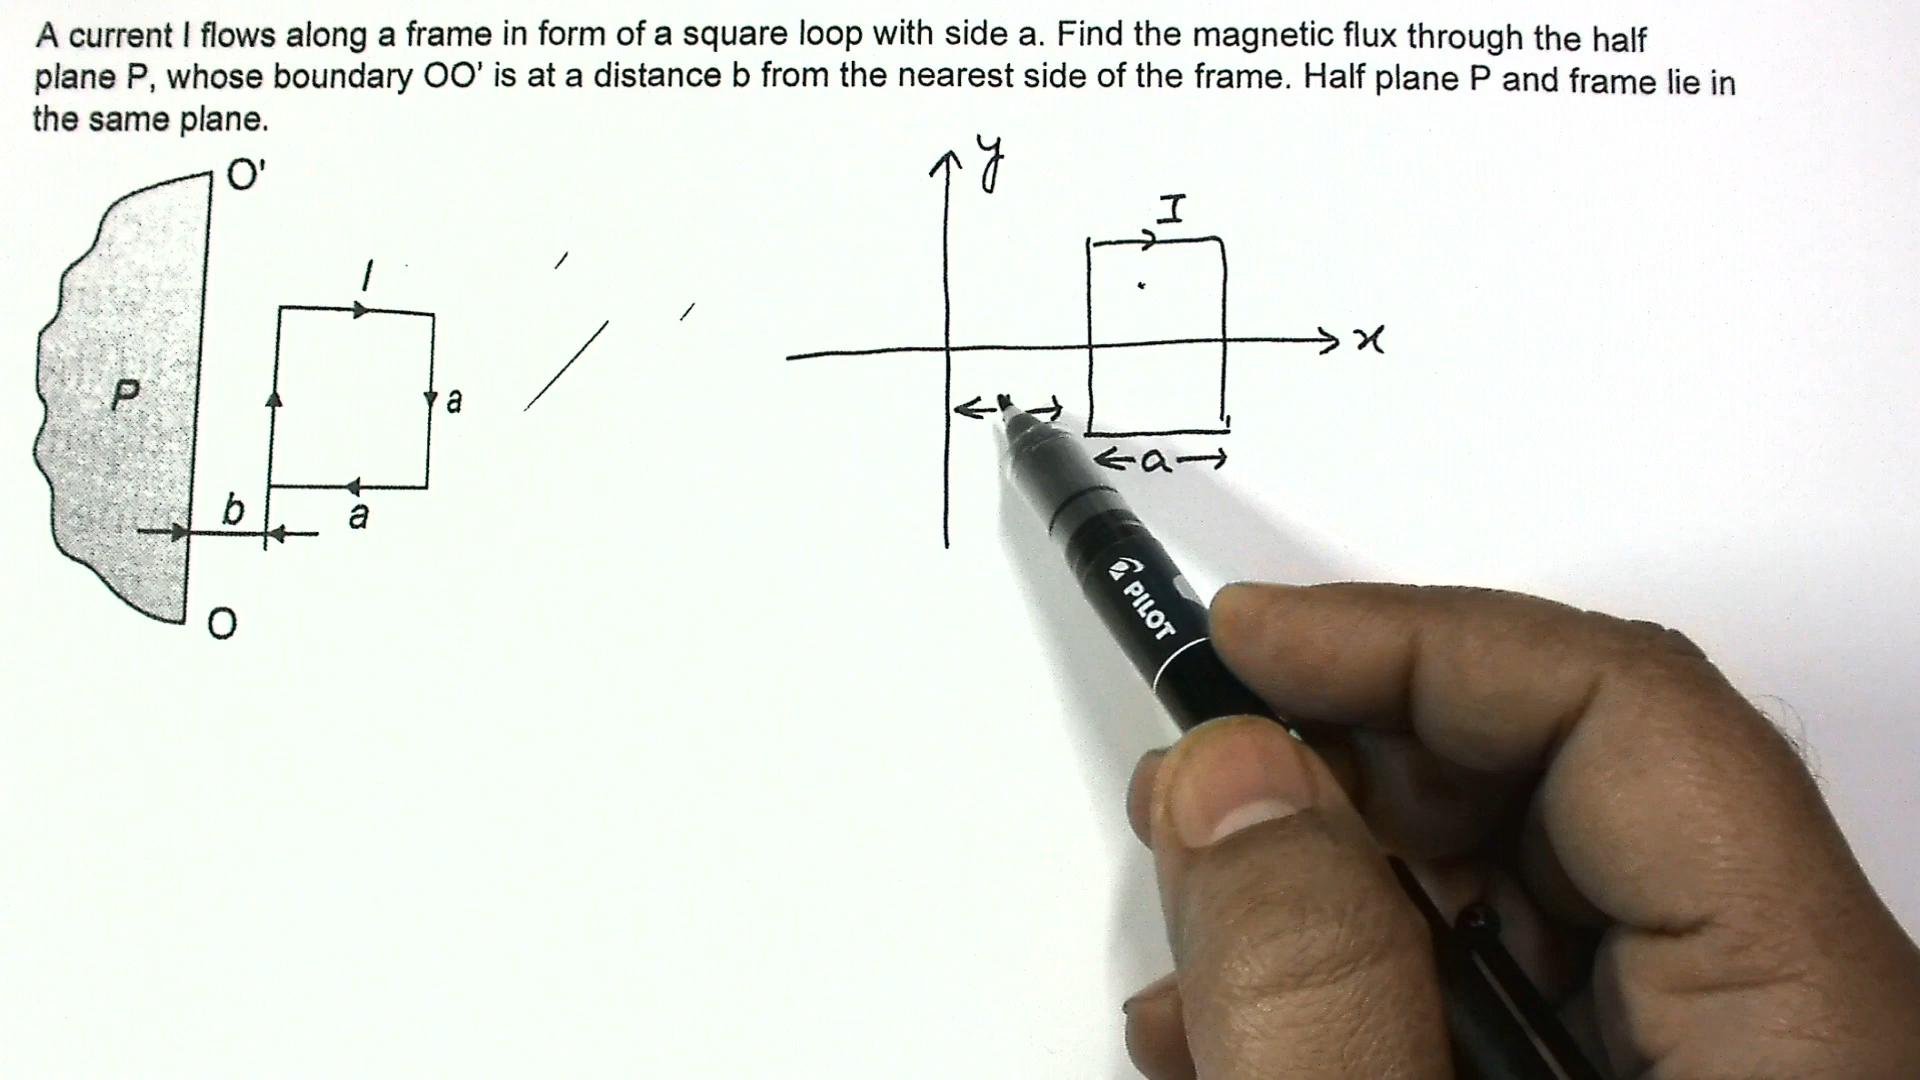 A current I flows along a frame in form of a square loop with side a. Find the magnetic flux through the half
plane P, whose boundary OO' is at a distance b from the nearest side of the frame. Half plane P and frame lie in
the same plane.
O'
I
P
a
b
a
O
y
I
x
←a→
PILOT